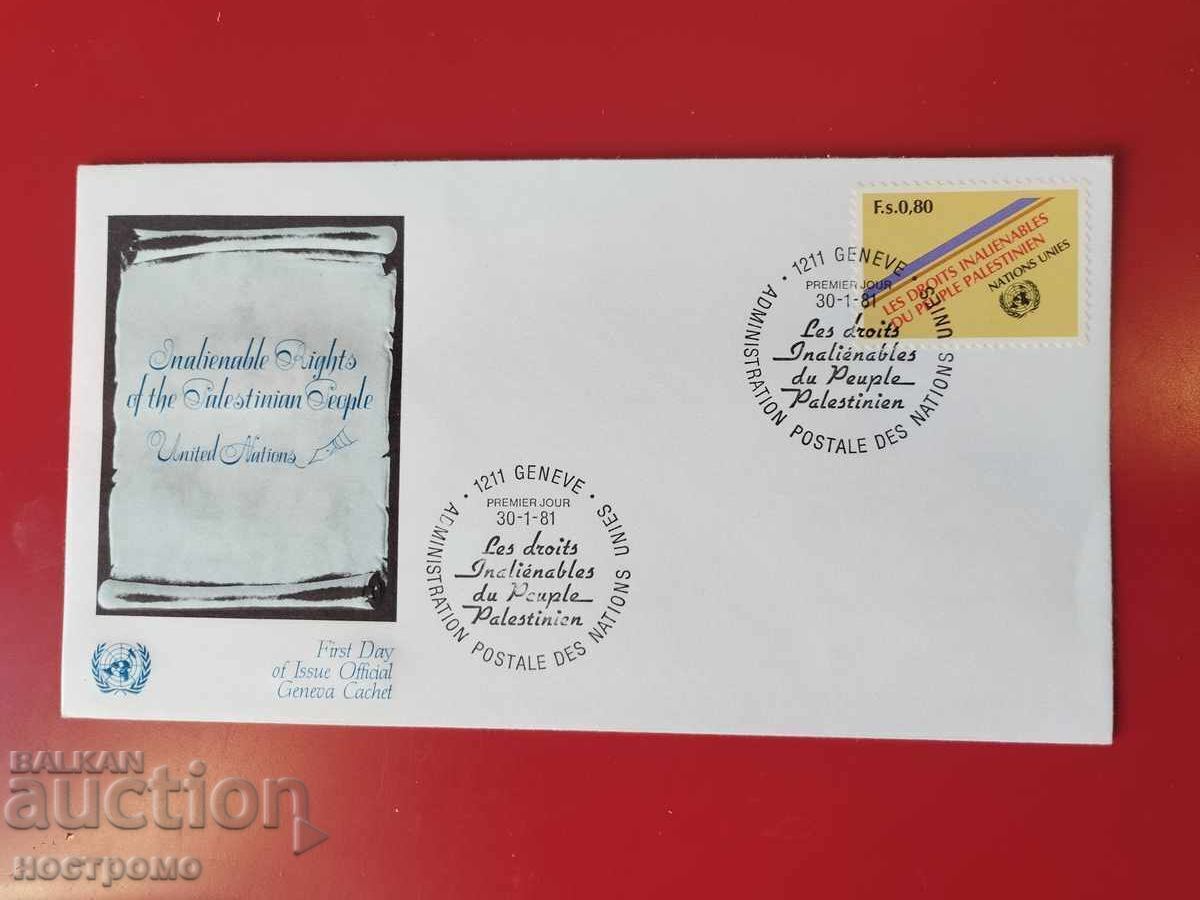 F.s.0,80
LES DROITS INALIENABLES
DU PEUPLE PALESTINIEN
NATIONS UNIES
1211 GENEVE
PREMIER JOUR
30-1-81
Les droits
Inaliénables
du Peuple
Palestinien
ADMINISTRATION POSTALE DES NATIONS UNIES
Inalienable Rights
of the Palestinian People
United Nations
1211 GENEVE
PREMIER JOUR
30-1-81
Les droits
Inaliénables
du Peuple
Palestinien
ADMINISTRATION POSTALE DES NATIONS UNIES
First Day
of Issue Official
Geneva Cachet
BALKAN
auction
ностромо